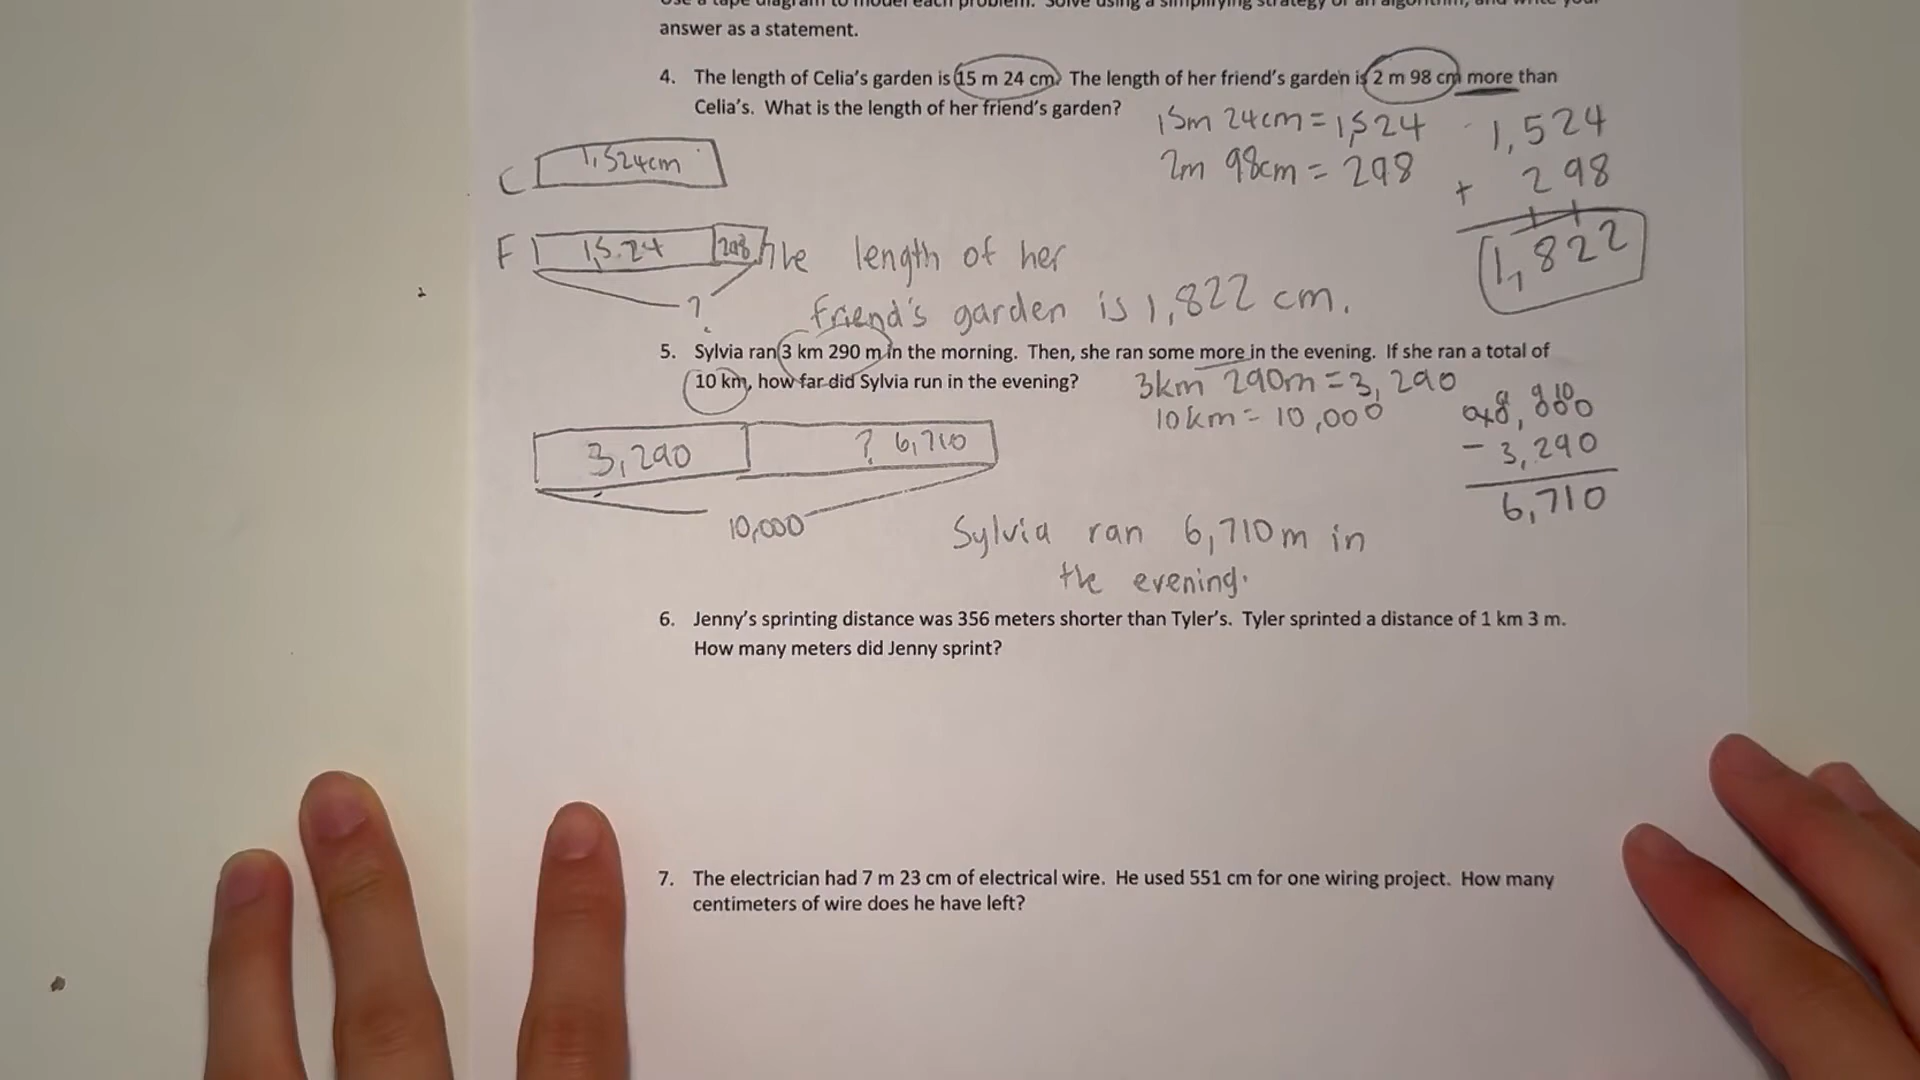 answer as a statement.
4. The length of Celia's garden is 15 m 24 cm. The length of her friend's garden is 2 m 98 cm more than
Celia's. What is the length of her friend's garden?
15m 24cm = 1,524
2m 98cm = 298
1,524
+ 298
1,822
C 1,524cm
F 1,524 298
?
The length of her
friend's garden is 1,822 cm.
5. Sylvia ran 3 km 290 m in the morning. Then, she ran some more in the evening. If she ran a total of
10 km, how far did Sylvia run in the evening?
3km 290m = 3,290
10km = 10,000
- 3,290
6,710
3,290 ? 6,710
10,000
Sylvia ran 6,710m in
the evening.
6. Jenny's sprinting distance was 356 meters shorter than Tyler's. Tyler sprinted a distance of 1 km 3 m.
How many meters did Jenny sprint?
7. The electrician had 7 m 23 cm of electrical wire. He used 551 cm for one wiring project. How many
centimeters of wire does he have left?